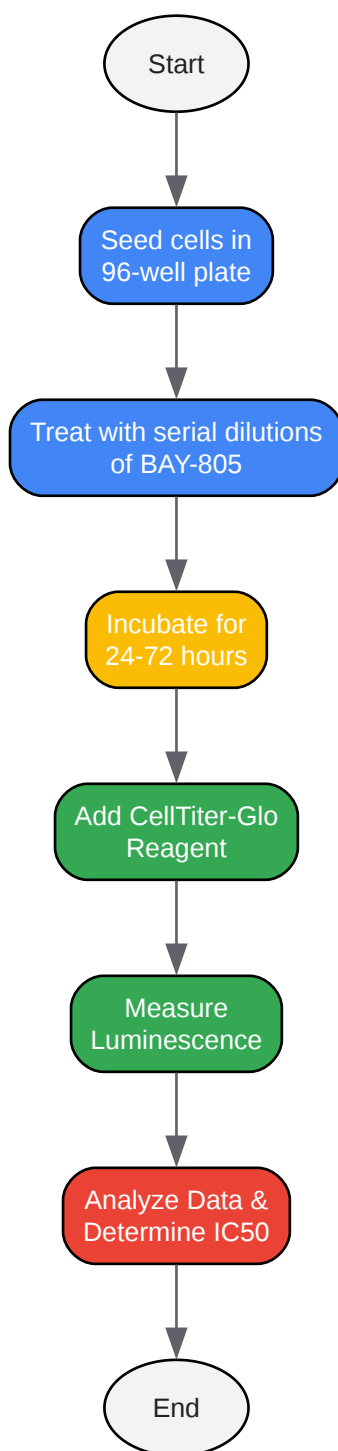 Start
Seed cells in
96-well plate
Treat with serial dilutions
of BAY-805
Incubate for
24-72 hours
Add CellTiter-Glo
Reagent
Measure
Luminescence
Analyze Data &
Determine IC50
End